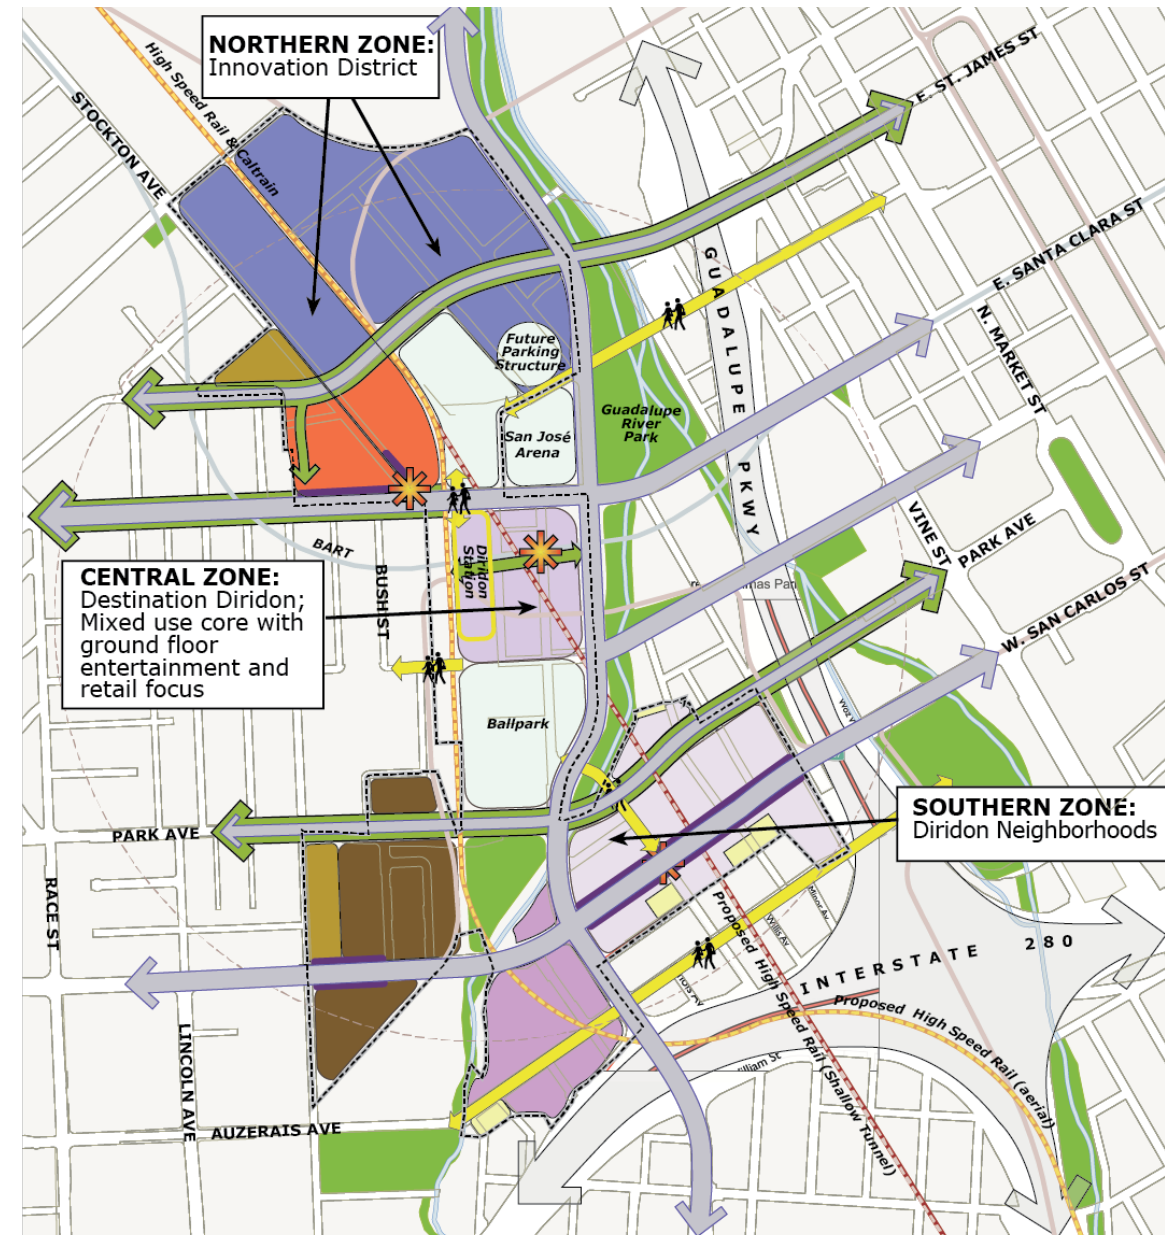 NORTHERN ZONE:
Innovation District
High Speed Rail & Caltrain
STOCKTON AVE
E. ST. JAMES ST
E. SANTA CLARA ST
GUADALUPE PKWY
N. MARKET ST
Future
Parking
Structure
Guadalupe
River
Park
San José
Arena
VINE ST
PARK AVE
W. SAN CARLOS ST
BART
BUSH ST
Diridon
Station
CENTRAL ZONE:
Destination Diridon;
Mixed use core with
ground floor
entertainment and
retail focus
Ballpark
SOUTHERN ZONE:
Diridon Neighborhoods
PARK AVE
RACE ST
Minor Av
Willis Av
INTERSTATE 280
Proposed High Speed Rail (Shallow Tunnel)
Proposed High Speed Rail (aerial)
LINCOLN AVE
AUZERAIS AVE